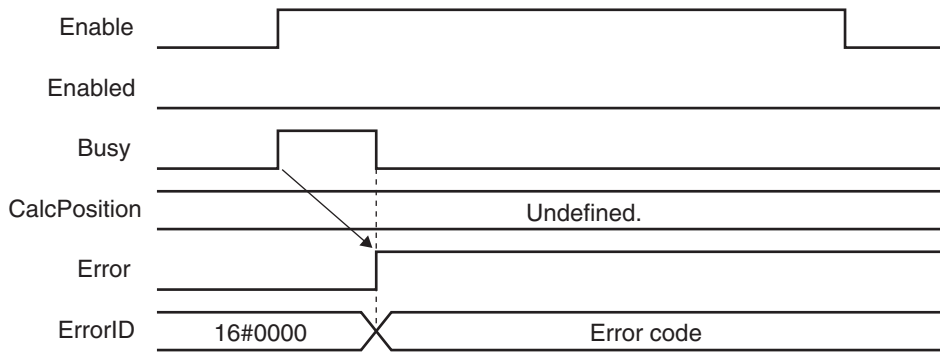 Enable
Enabled
Busy
CalcPosition
Undefined.
Error
ErrorID
16#0000
Error code